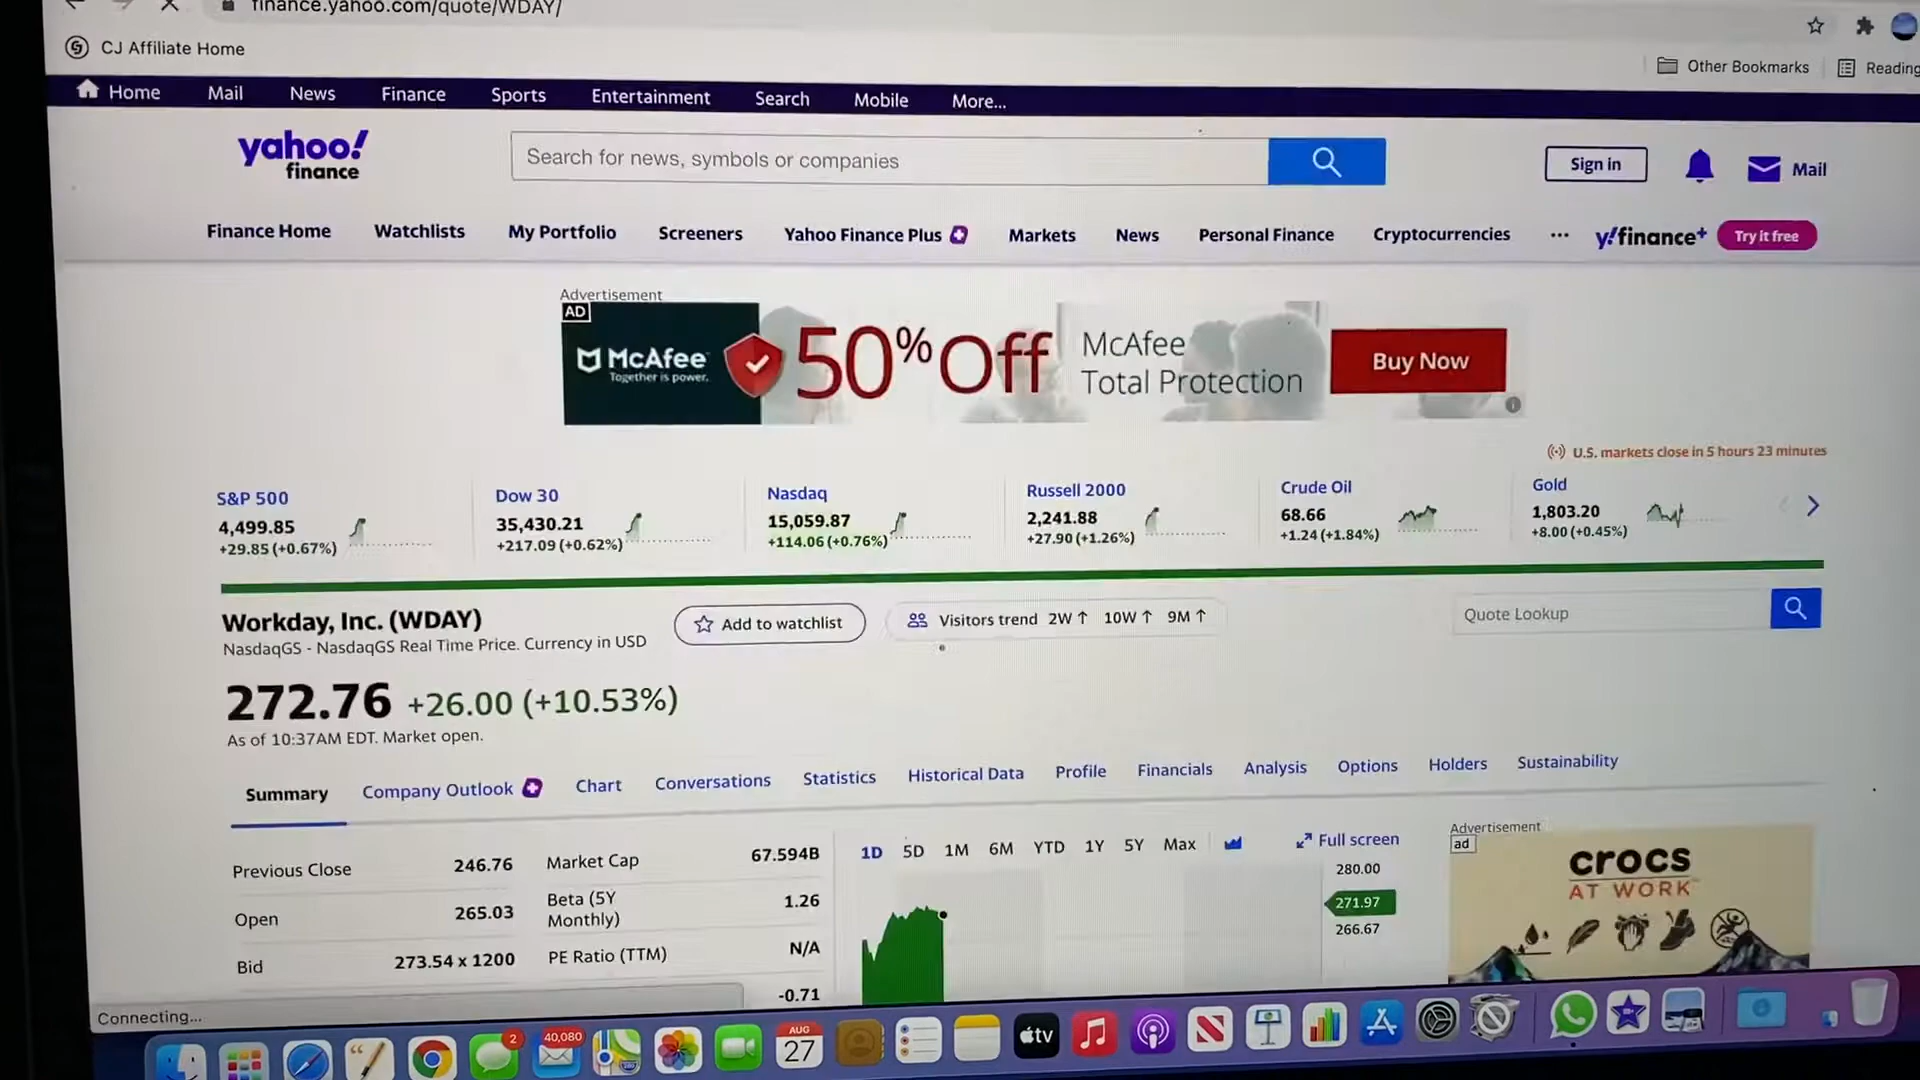 finance.yahoo.com/quote/WDAY/
CJ Affiliate Home
Other Bookmarks
Reading
Home Mail News Finance Sports Entertainment Search Mobile More...
yahoo!
finance
Search for news, symbols or companies
Sign in
Mail
Finance Home Watchlists My Portfolio Screeners Yahoo Finance Plus Markets News Personal Finance Cryptocurrencies ... y!finance+ Try it free
Advertisement
AD
McAfee
Together is power.
50% Off
McAfee
Total Protection
Buy Now
U.S. markets close in 5 hours 23 minutes
S&P 500
4,499.85
+29.85 (+0.67%)
Dow 30
35,430.21
+217.09 (+0.62%)
Nasdaq
15,059.87
+114.06 (+0.76%)
Russell 2000
2,241.88
+27.90 (+1.26%)
Crude Oil
68.66
+1.24 (+1.84%)
Gold
1,803.20
+8.00 (+0.45%)
Workday, Inc. (WDAY)
NasdaqGS - NasdaqGS Real Time Price. Currency in USD
Add to watchlist
Visitors trend 2W ↑ 10W ↑ 9M ↑
Quote Lookup
272.76 +26.00 (+10.53%)
As of 10:37AM EDT. Market open.
Summary Company Outlook Chart Conversations Statistics Historical Data Profile Financials Analysis Options Holders Sustainability
Previous Close 246.76
Open 265.03
Bid 273.54 x 1200
Market Cap 67.594B
Beta (5Y
Monthly) 1.26
PE Ratio (TTM) N/A
-0.71
1D 5D 1M 6M YTD 1Y 5Y Max
Full screen
280.00
271.97
266.67
Advertisement
ad
crocs
AT WORK™
Connecting...
2
40,080
AUG
27
tv